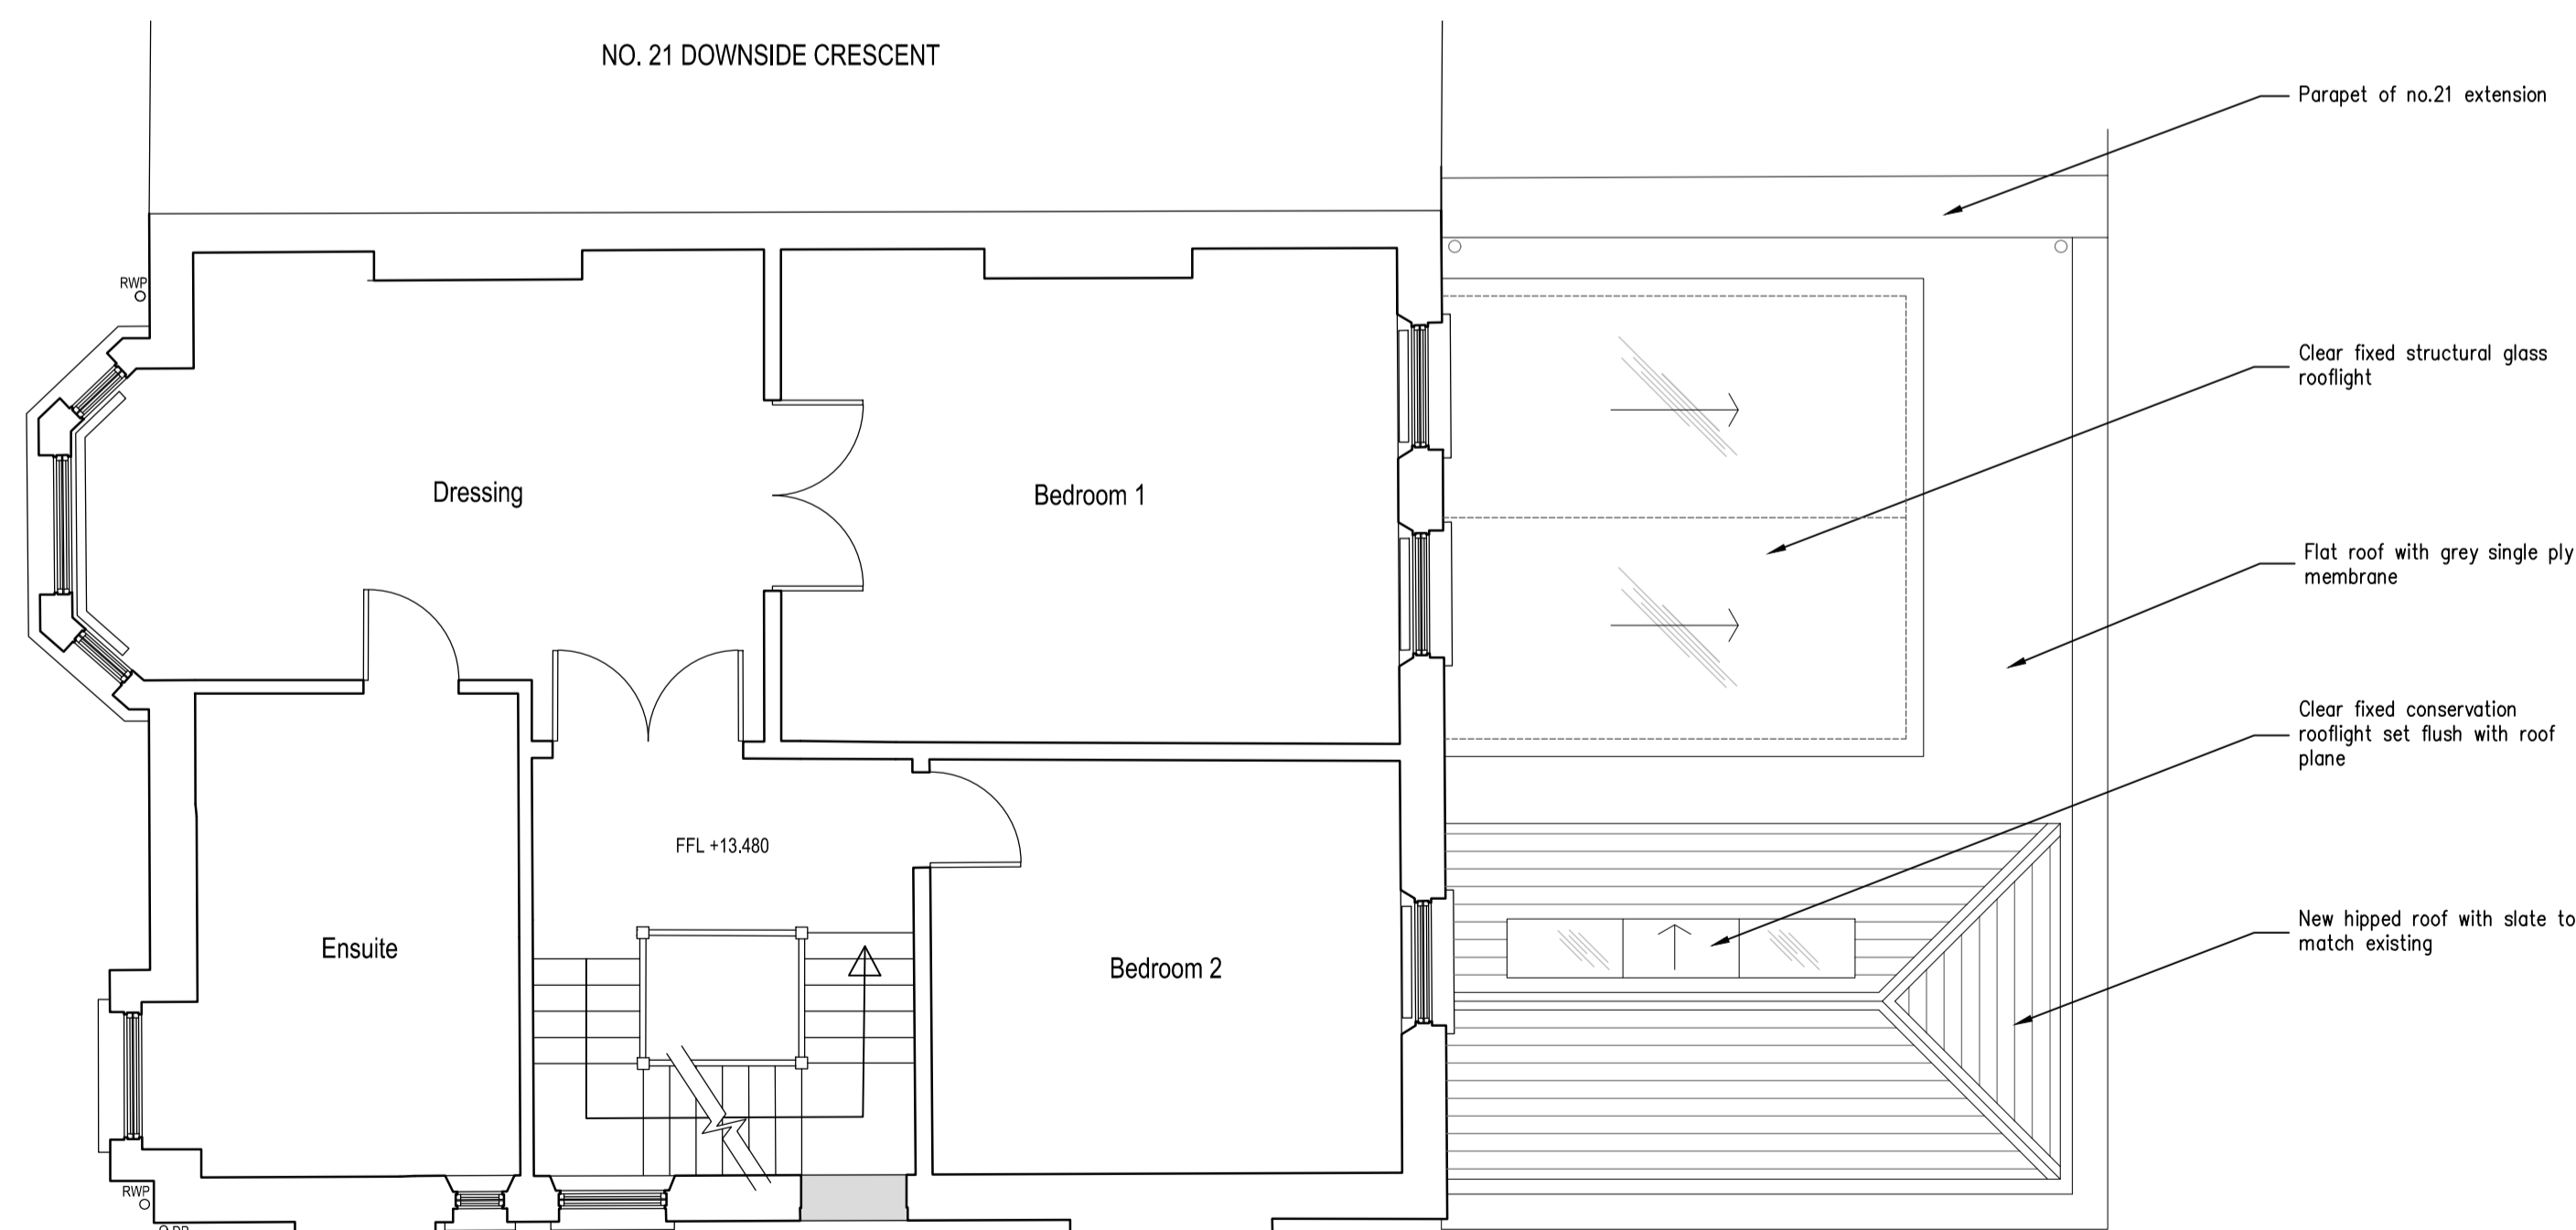 NO. 21 DOWNSIDE CRESCENT
Parapet of no.21 extension
RWP
Clear fixed structural glass
rooflight
Dressing
Bedroom 1
Flat roof with grey single ply
membrane
Clear fixed conservation
rooflight set flush with roof
plane
FFL +13.480
New hipped roof with slate to
match existing
Ensuite
Bedroom 2
RWP